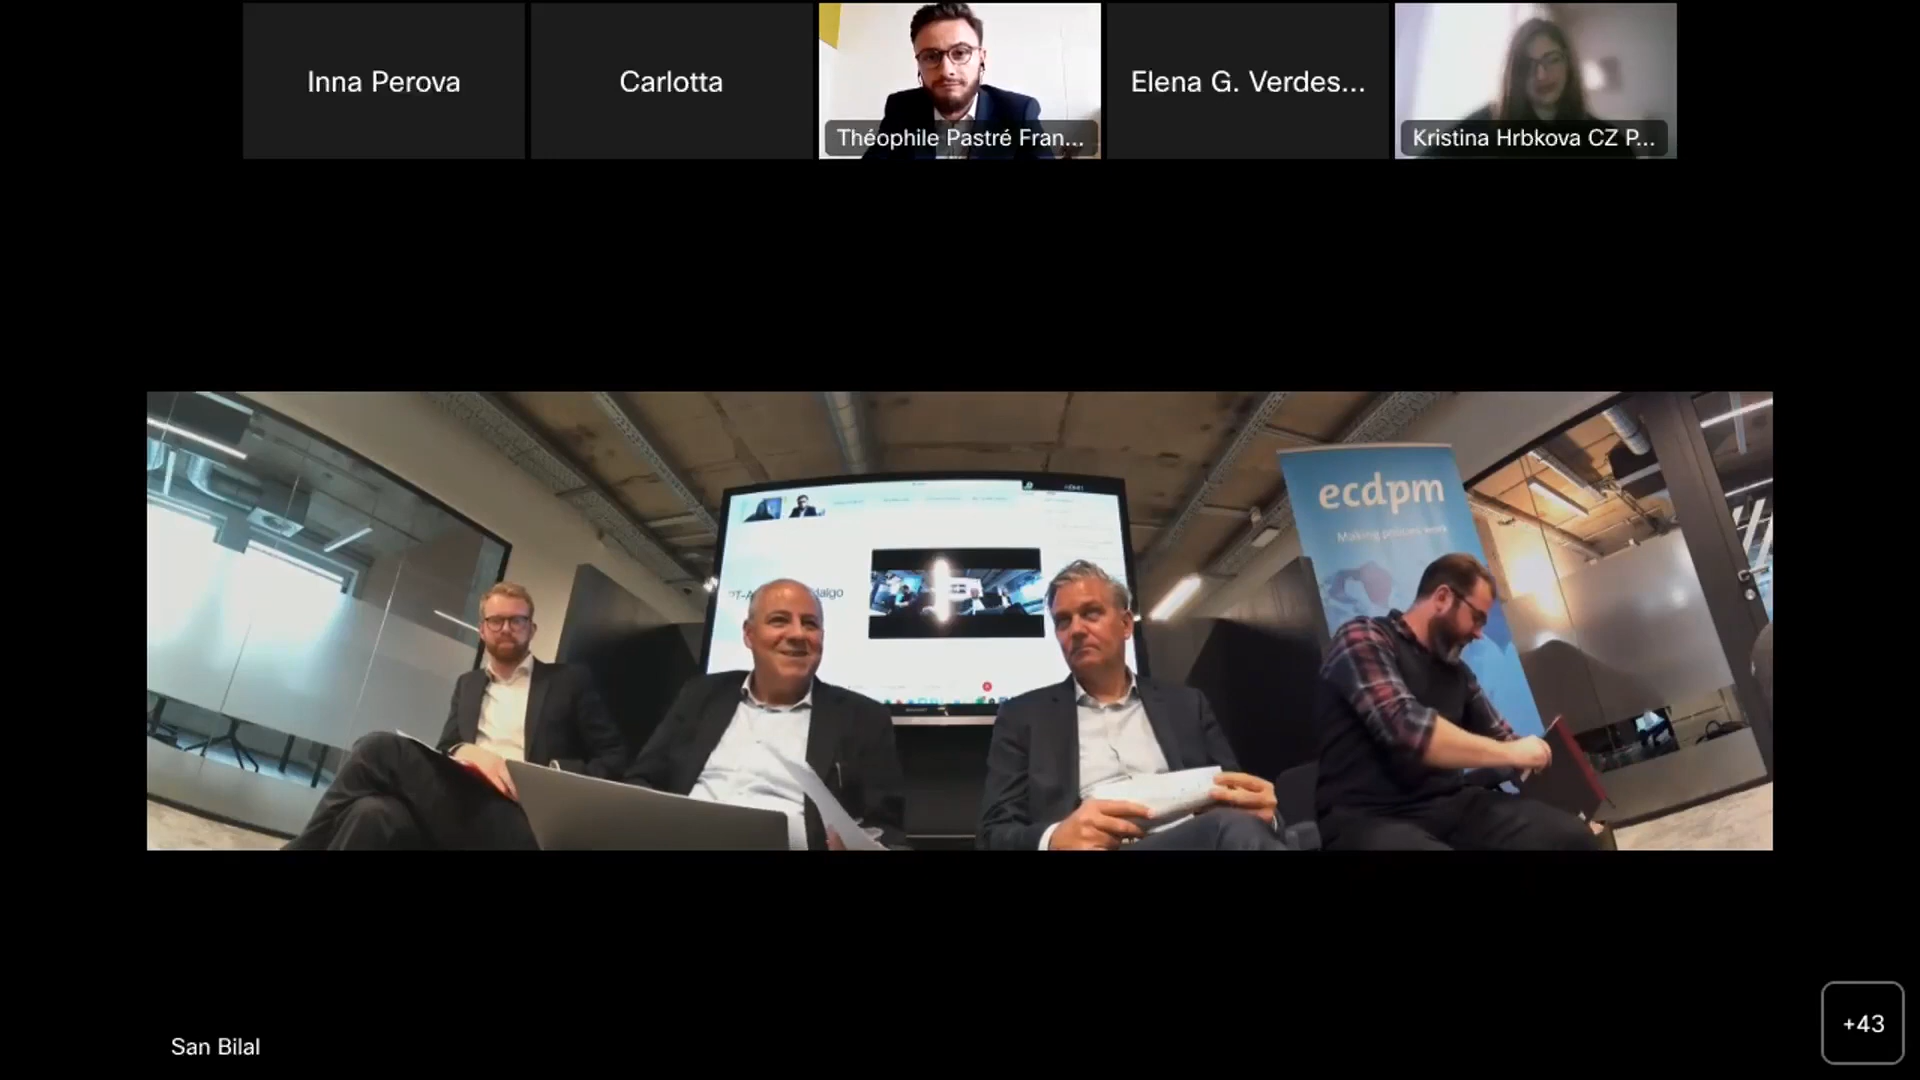 Inna Perova
Carlotta
Théophile Pastré Fran...
Elena G. Verdes...
Kristina Hrbkova CZ P...
ecdpm
Making policies work
San Bilal
+43